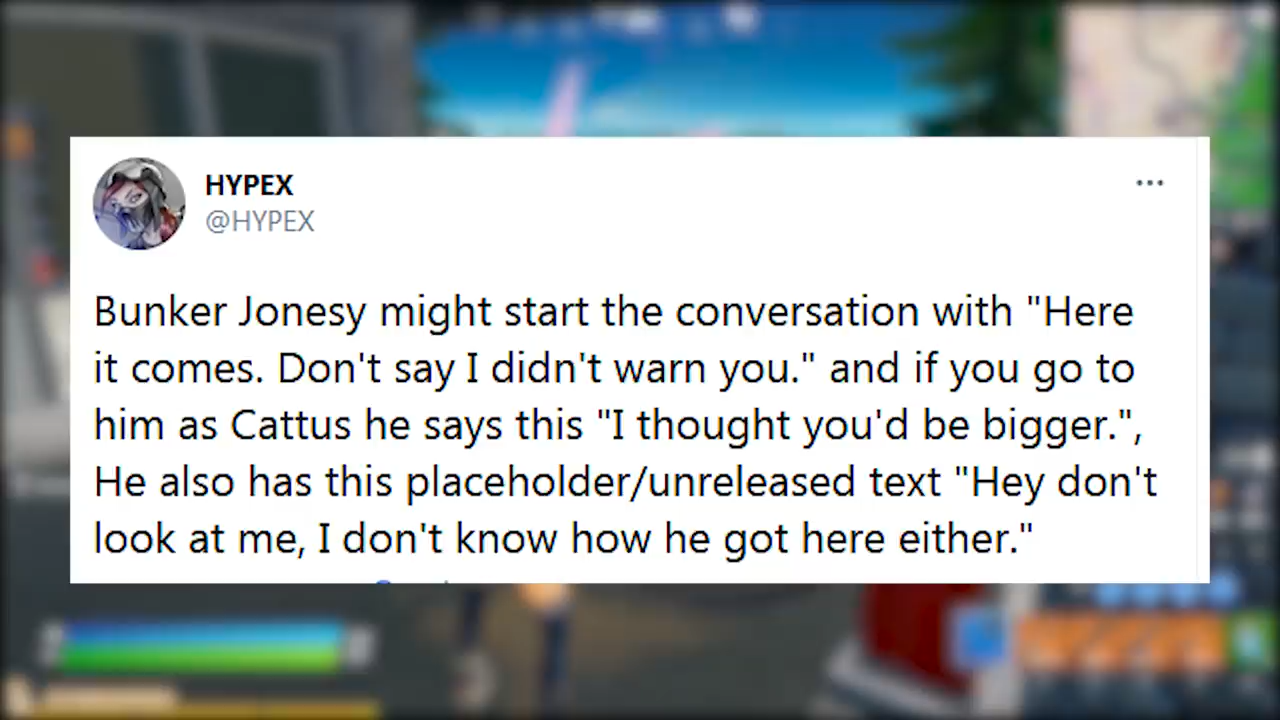 HYPEX
@HYPEX
Bunker Jonesy might start the conversation with "Here
it comes. Don't say I didn't warn you." and if you go to
him as Cattus he says this "I thought you'd be bigger.",
He also has this placeholder/unreleased text "Hey don't
look at me, I don't know how he got here either."